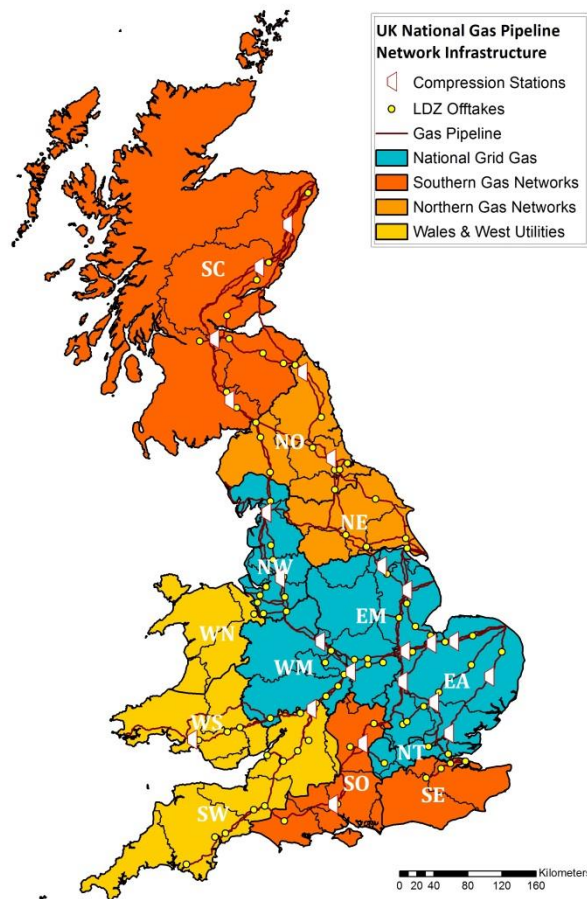 UK National Gas Pipeline
Network Infrastructure
Compression Stations
LDZ Offtakes
Gas Pipeline
National Grid Gas
Southern Gas Networks
Northern Gas Networks
Wales & West Utilities
SC
NO
NE
NW
EM
WN
WM
EA
WS
NT
SO
SE
SW
Kilometers
0 20 40 80 120 160